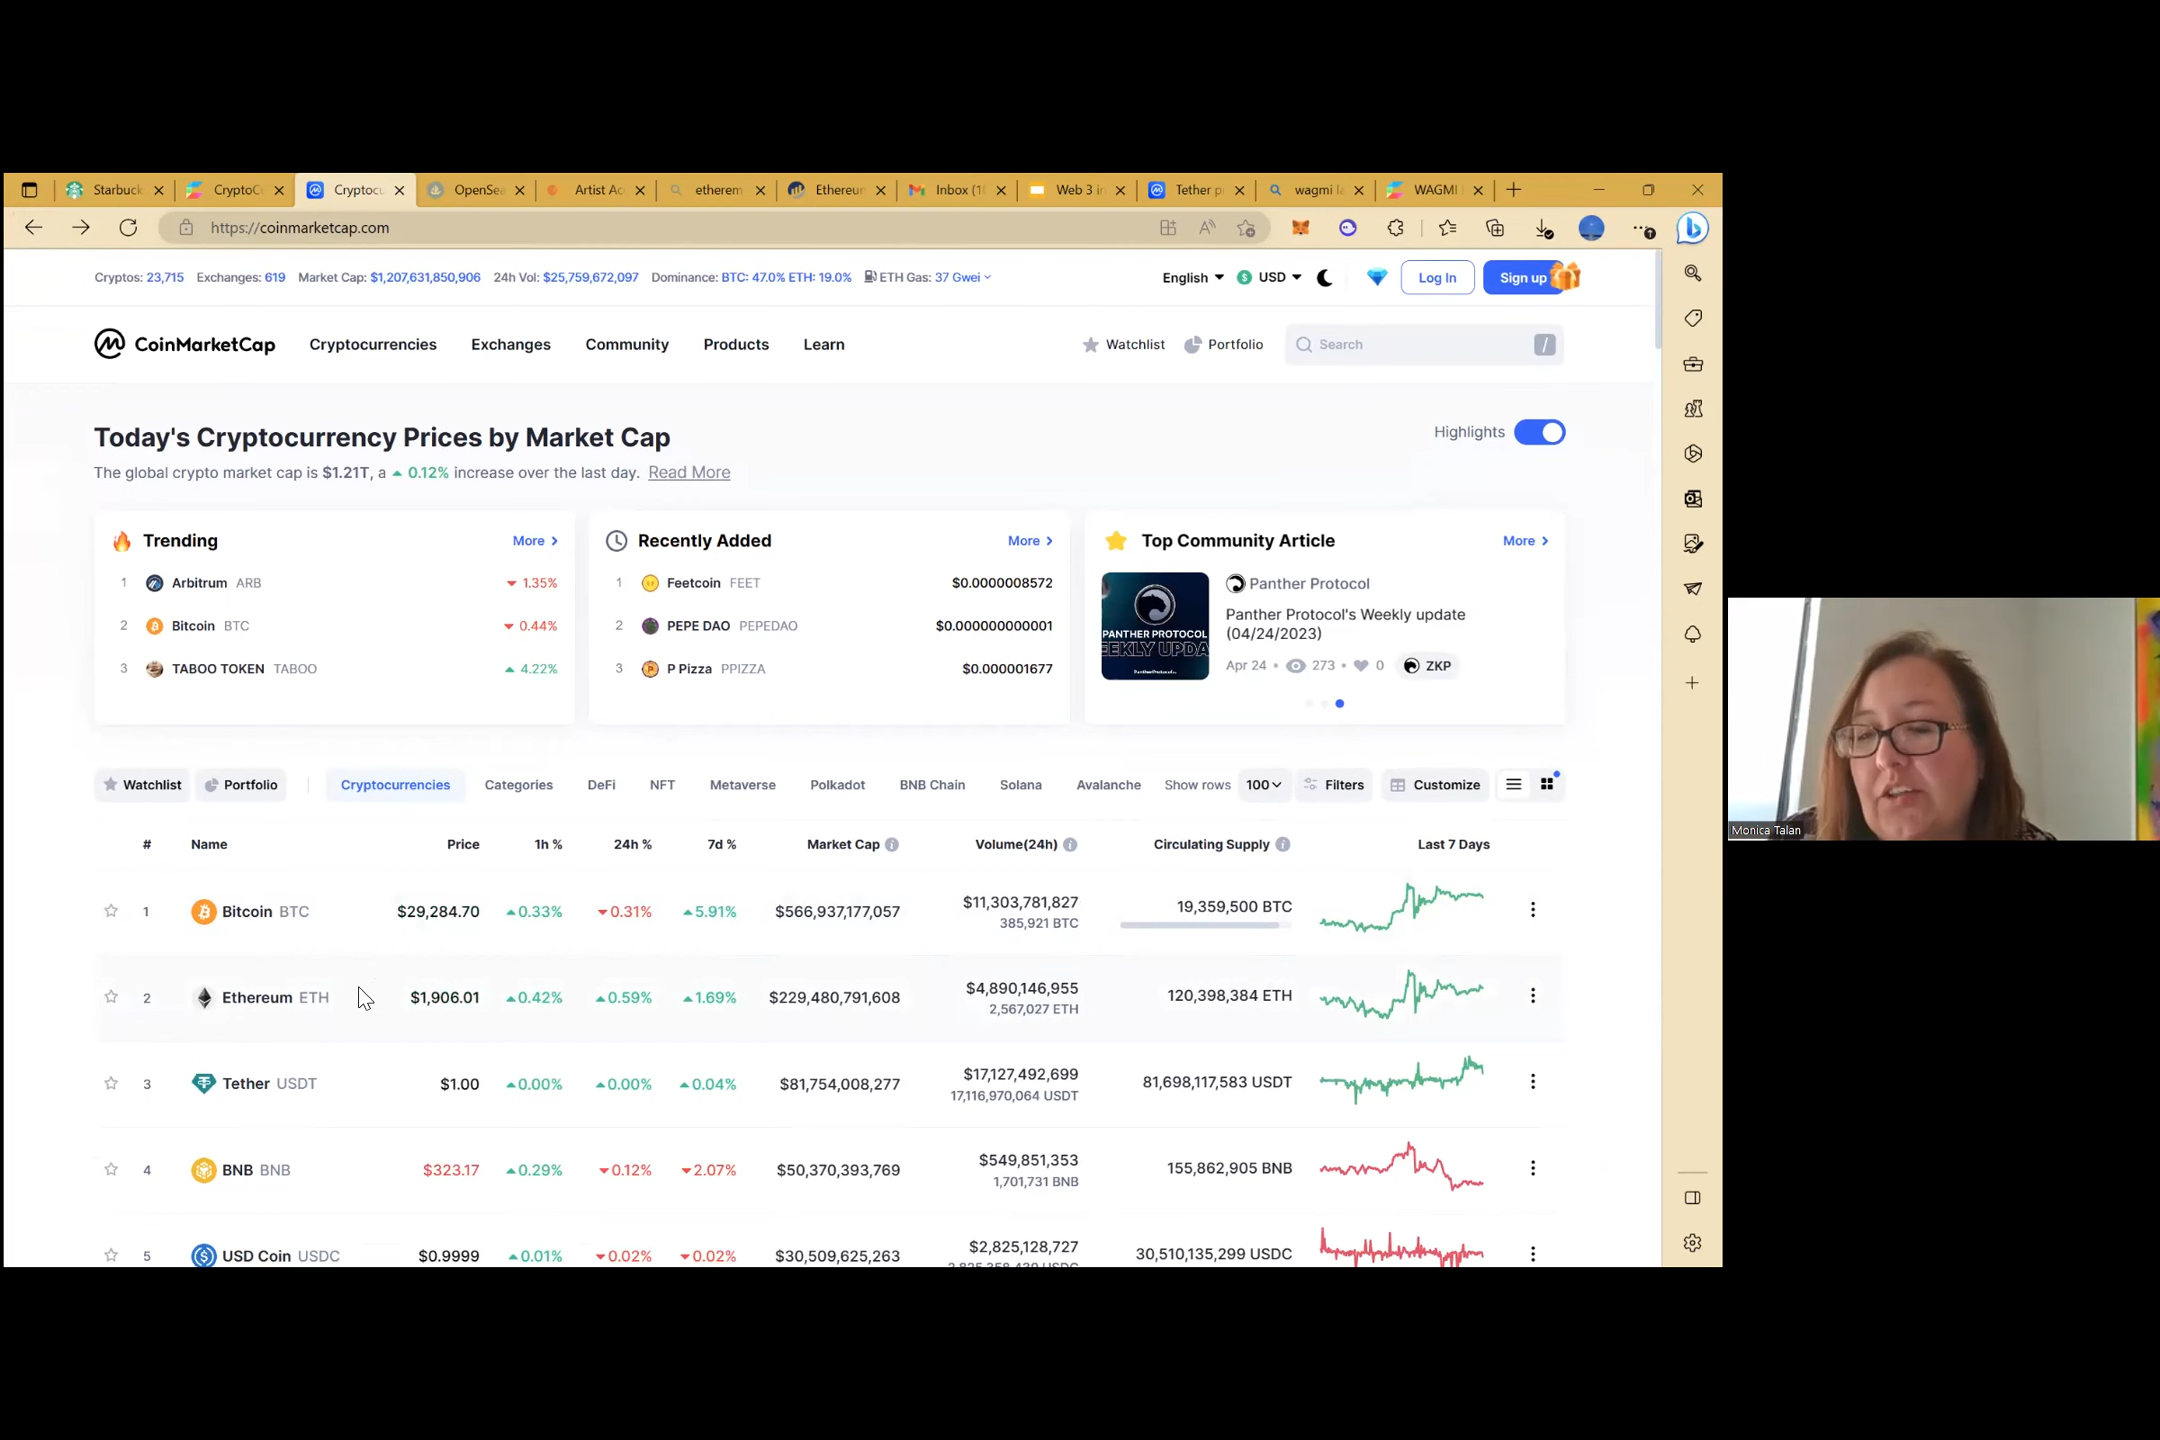 Starbuck CryptoC Cryptocu OpenSea Artist Ac etherem Ethereun Inbox (1 Web 3 in Tether p wagmi la WAGMI
https://coinmarketcap.com
Cryptos: 23,715 Exchanges: 619 Market Cap: $1,207,631,850,906 24h Vol: $25,759,672,097 Dominance: BTC: 47.0% ETH: 19.0% ETH Gas: 37 Gwei English USD Log In Sign up
CoinMarketCap Cryptocurrencies Exchanges Community Products Learn Watchlist Portfolio Search /
Today's Cryptocurrency Prices by Market Cap Highlights
The global crypto market cap is $1.21T, a 0.12% increase over the last day. Read More
Trending More
1 Arbitrum ARB 1.35%
2 Bitcoin BTC 0.44%
3 TABOO TOKEN TABOO 4.22%
Recently Added More
1 Feetcoin FEET $0.0000008572
2 PEPE DAO PEPEDAO $0.000000000001
3 P Pizza PPIZZA $0.000001677
Top Community Article More
PANTHER PROTOCOL
EEKLY UPDA
Panther Protocol
Panther Protocol's Weekly update
(04/24/2023)
Apr 24 • 273 • 0 ZKP
Watchlist Portfolio Cryptocurrencies Categories DeFi NFT Metaverse Polkadot BNB Chain Solana Avalanche Show rows 100 Filters Customize
# Name Price 1h % 24h % 7d % Market Cap Volume(24h) Circulating Supply Last 7 Days
1 Bitcoin BTC $29,284.70 0.33% 0.31% 5.91% $566,937,177,057 $11,303,781,827 19,359,500 BTC
385,921 BTC
2 Ethereum ETH $1,906.01 0.42% 0.59% 1.69% $229,480,791,608 $4,890,146,955 120,398,384 ETH
2,567,027 ETH
3 Tether USDT $1.00 0.00% 0.00% 0.04% $81,754,008,277 $17,127,492,699 81,698,117,583 USDT
17,116,970,064 USDT
4 BNB BNB $323.17 0.29% 0.12% 2.07% $50,370,393,769 $549,851,353 155,862,905 BNB
1,701,731 BNB
5 USD Coin USDC $0.9999 0.01% 0.02% 0.02% $30,509,625,263 $2,825,128,727 30,510,135,299 USDC
Monica Talan